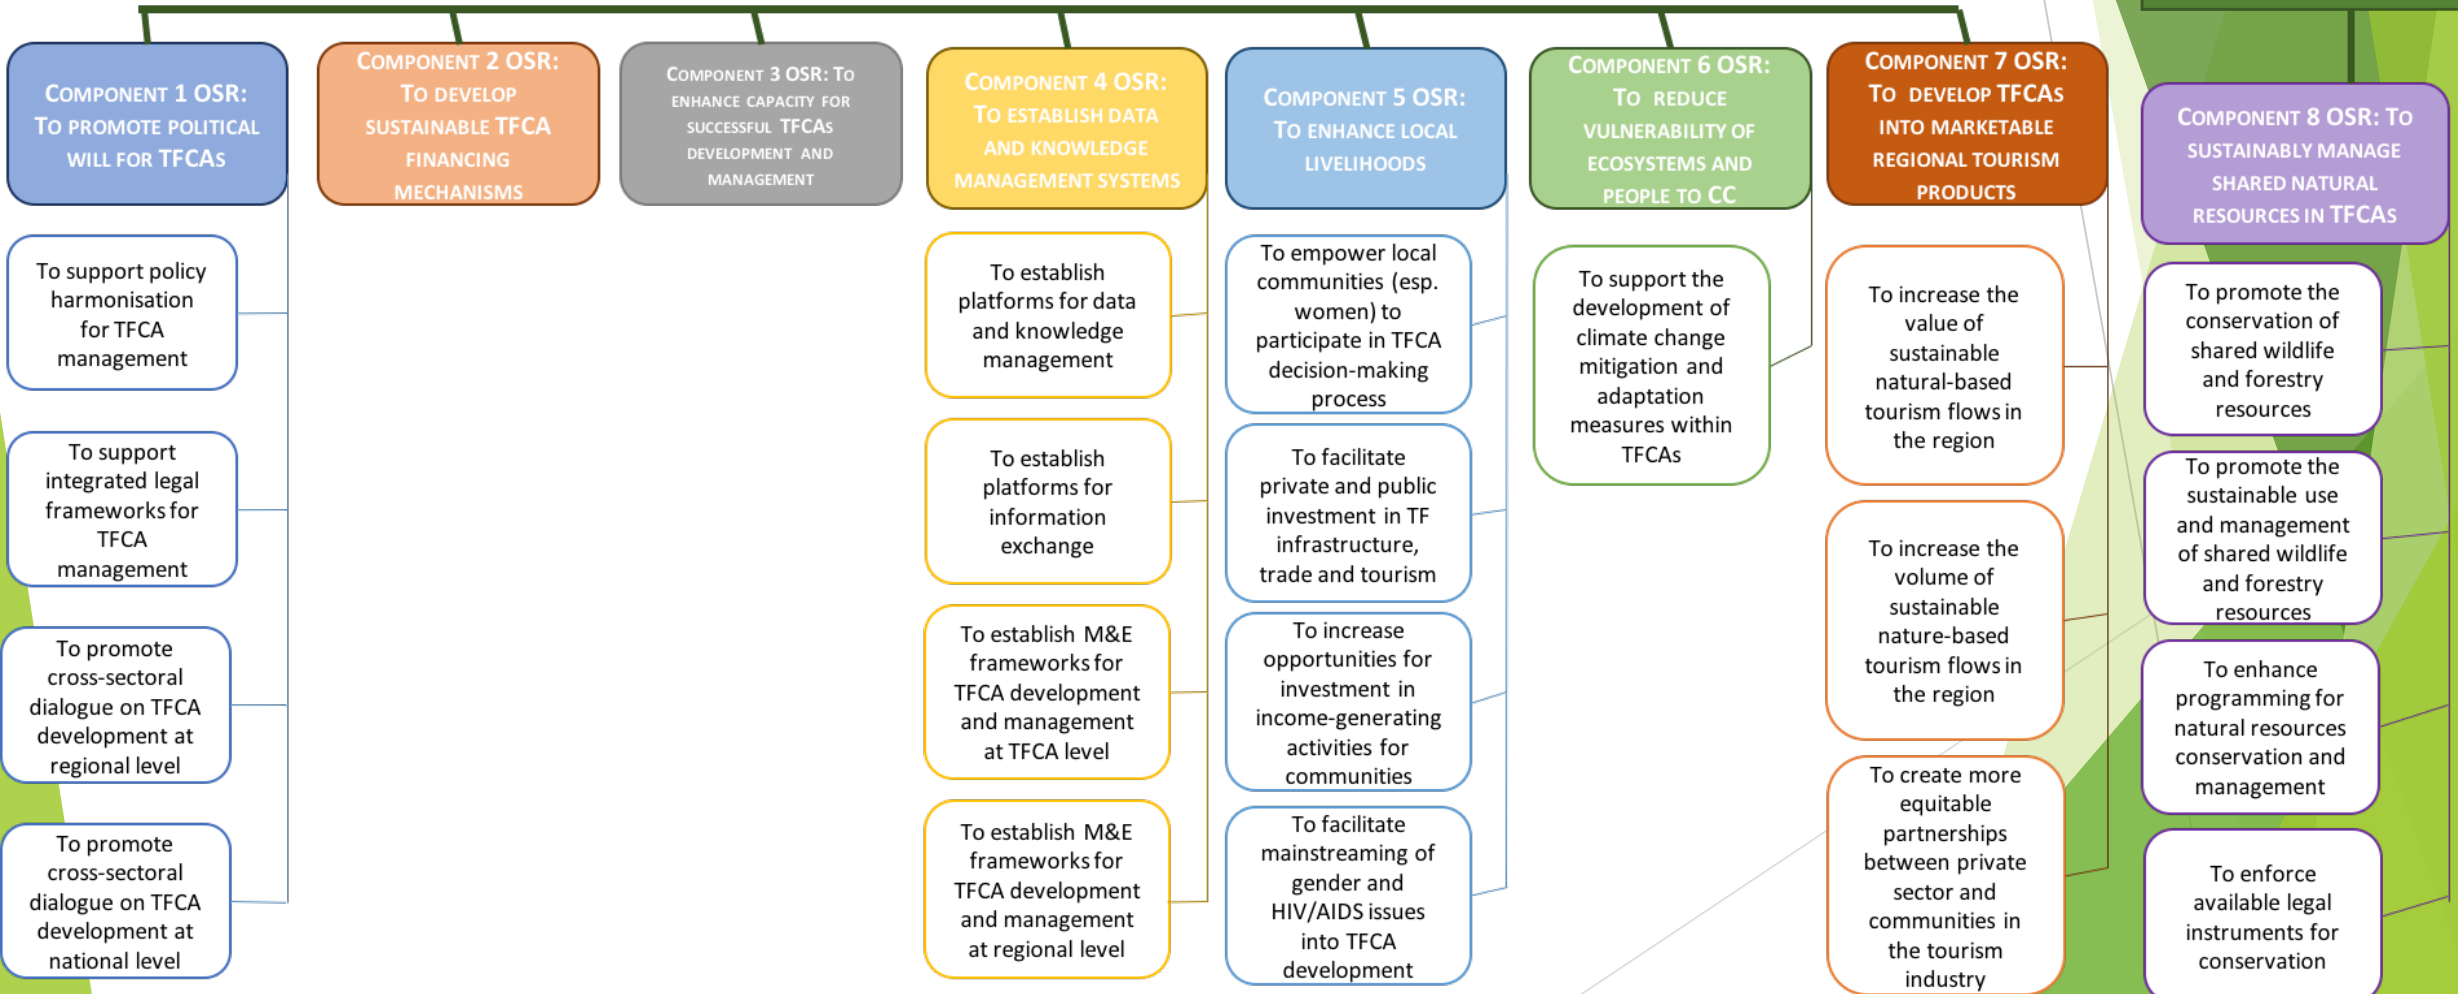 COMPONENT 1 OSR:
TO PROMOTE POLITICAL
WILL FOR TFCAS
To support policy
harmonisation
for TFCA
management
To support
integrated legal
frameworks for
TFCA
management
To promote
cross-sectoral
dialogue on TFCA
development at
regional level
To promote
cross-sectoral
dialogue on TFCA
development at
national level
COMPONENT 2 OSR:
TO DEVELOP
SUSTAINABLE TFCA
FINANCING
MECHANISMS
COMPONENT 3 OSR: TO
ENHANCE CAPACITY FOR
SUCCESSFUL TFCAS
DEVELOPMENT AND
MANAGEMENT
COMPONENT 4 OSR:
TO ESTABLISH DATA
AND KNOWLEDGE
MANAGEMENT SYSTEMS
To establish
platforms for data
and knowledge
management
To establish
platforms for
information
exchange
To establish M&E
frameworks for
TFCA development
and management
at TFCA level
To establish M&E
frameworks for
TFCA development
and management
at regional level
COMPONENT 5 OSR:
TO ENHANCE LOCAL
LIVELIHOODS
To empower local
communities (esp.
women) to
participate in TFCA
decision-making
process
To facilitate
private and public
investment in TF
infrastructure,
trade and tourism
To increase
opportunities for
investment in
income-generating
activities for
communities
To facilitate
mainstreaming of
gender and
HIV/AIDS issues
into TFCA
development
COMPONENT 6 OSR:
TO REDUCE
VULNERABILITY OF
ECOSYSTEMS AND
PEOPLE TO CC
To support the
development of
climate change
mitigation and
adaptation
measures within
TFCAs
COMPONENT 7 OSR:
TO DEVELOP TFCAS
INTO MARKETABLE
REGIONAL TOURISM
PRODUCTS
To increase the
value of
sustainable
natural-based
tourism flows in
the region
To increase the
volume of
sustainable
nature-based
tourism flows in
the region
To create more
equitable
partnerships
between private
sector and
communities in
the tourism
industry
COMPONENT 8 OSR: TO
SUSTAINABLY MANAGE
SHARED NATURAL
RESOURCES IN TFCAS
To promote the
conservation of
shared wildlife
and forestry
resources
To promote the
sustainable use
and management
of shared wildlife
and forestry
resources
To enhance
programming for
natural resources
conservation and
management
To enforce
available legal
instruments for
conservation